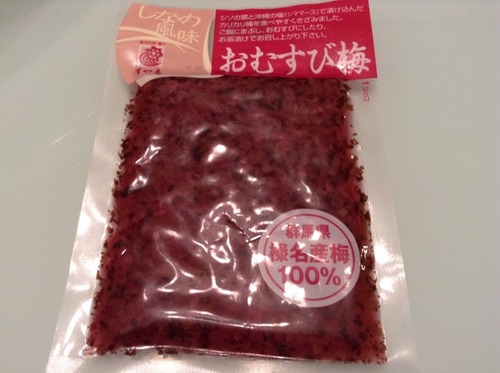 しなの
風味
シソの葉と沖縄の塩(シママース)で漬け込んだ
カリカリ梅を食べやすくきざみました。
ご飯にまぶし、おむすびにしたり、
お茶漬けでお召し上がり下さい。
おむすび梅
群馬県
榛名産梅
100%